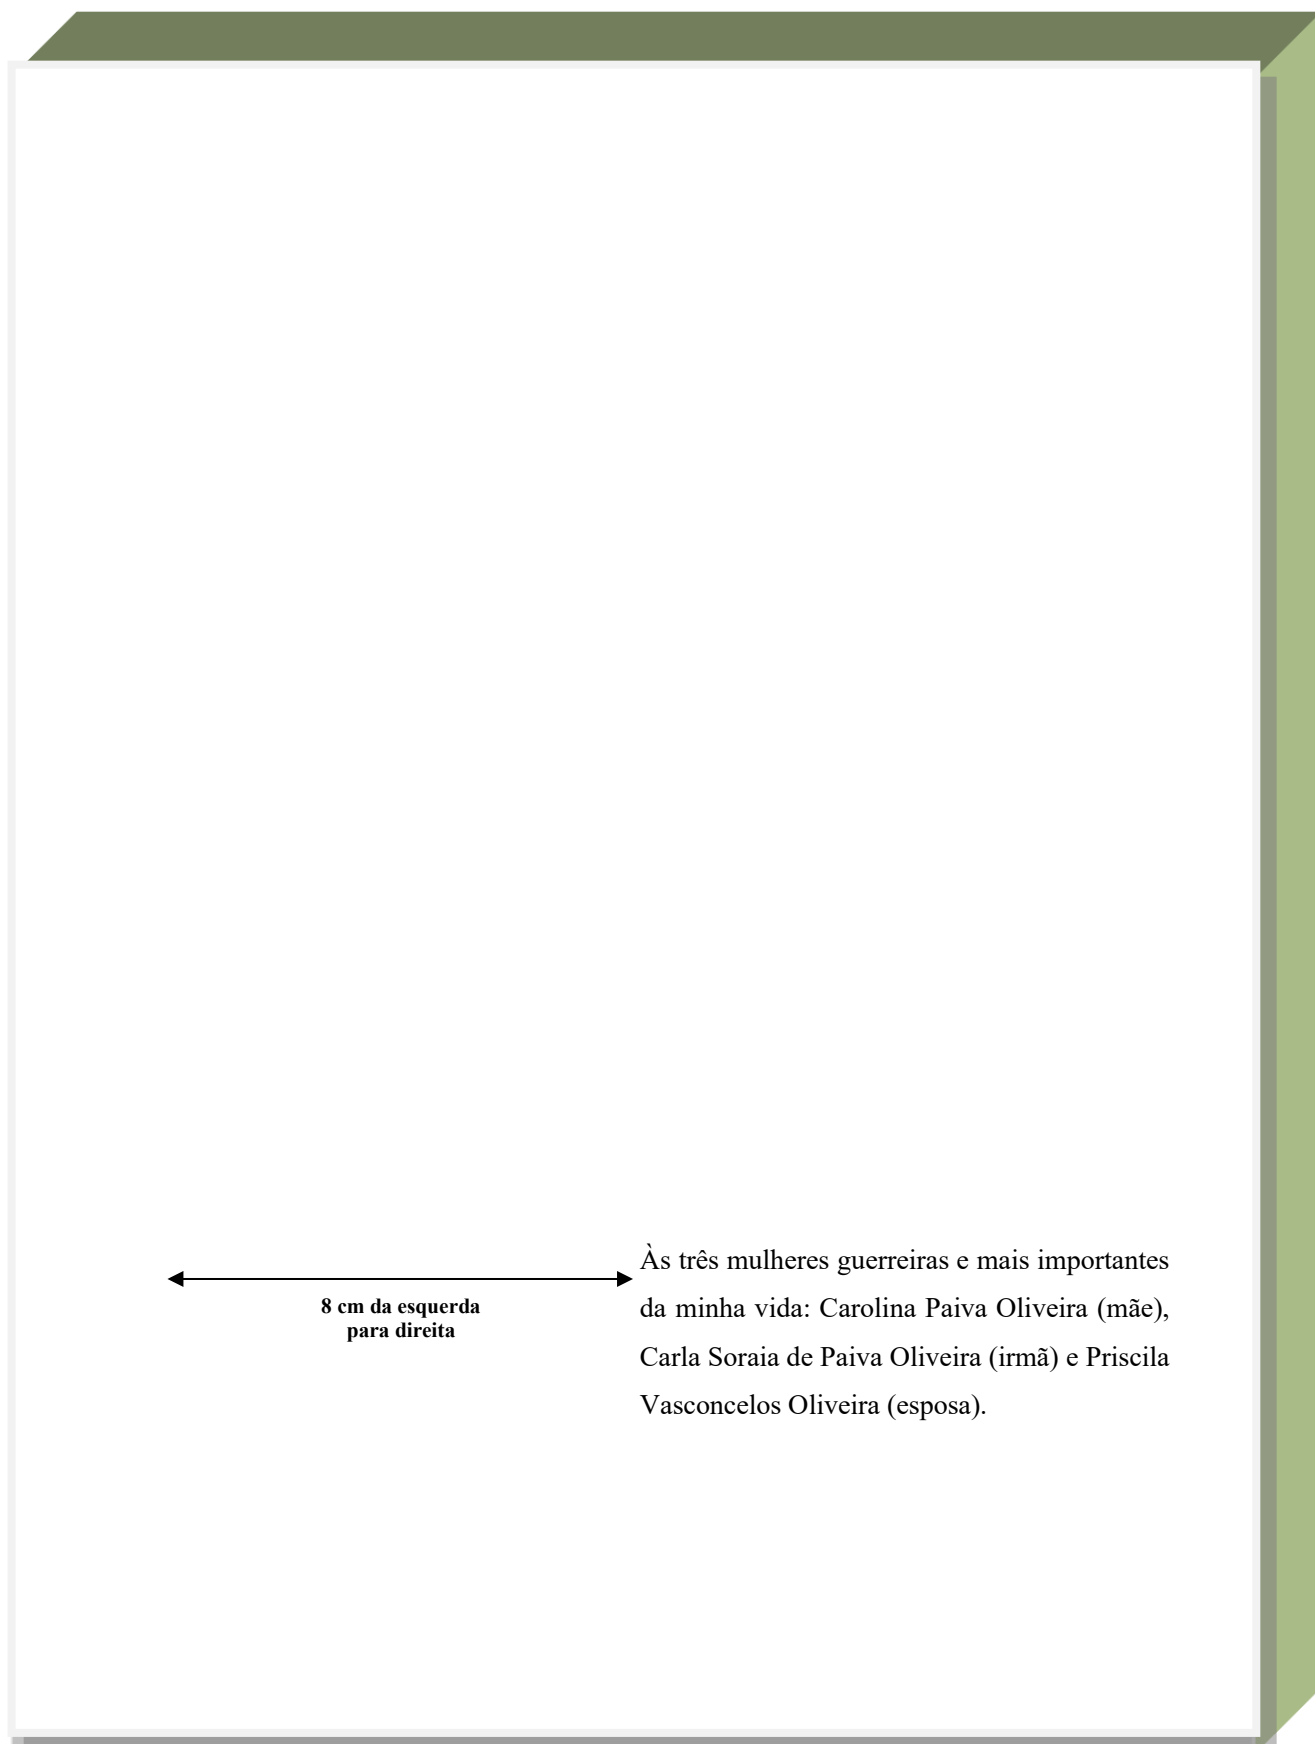 Às três mulheres guerreiras e mais importantes
da minha vida: Carolina Paiva Oliveira (mãe),
Carla Soraia de Paiva Oliveira (irmã) e Priscila
Vasconcelos Oliveira (esposa).
8 cm da esquerda
para direita